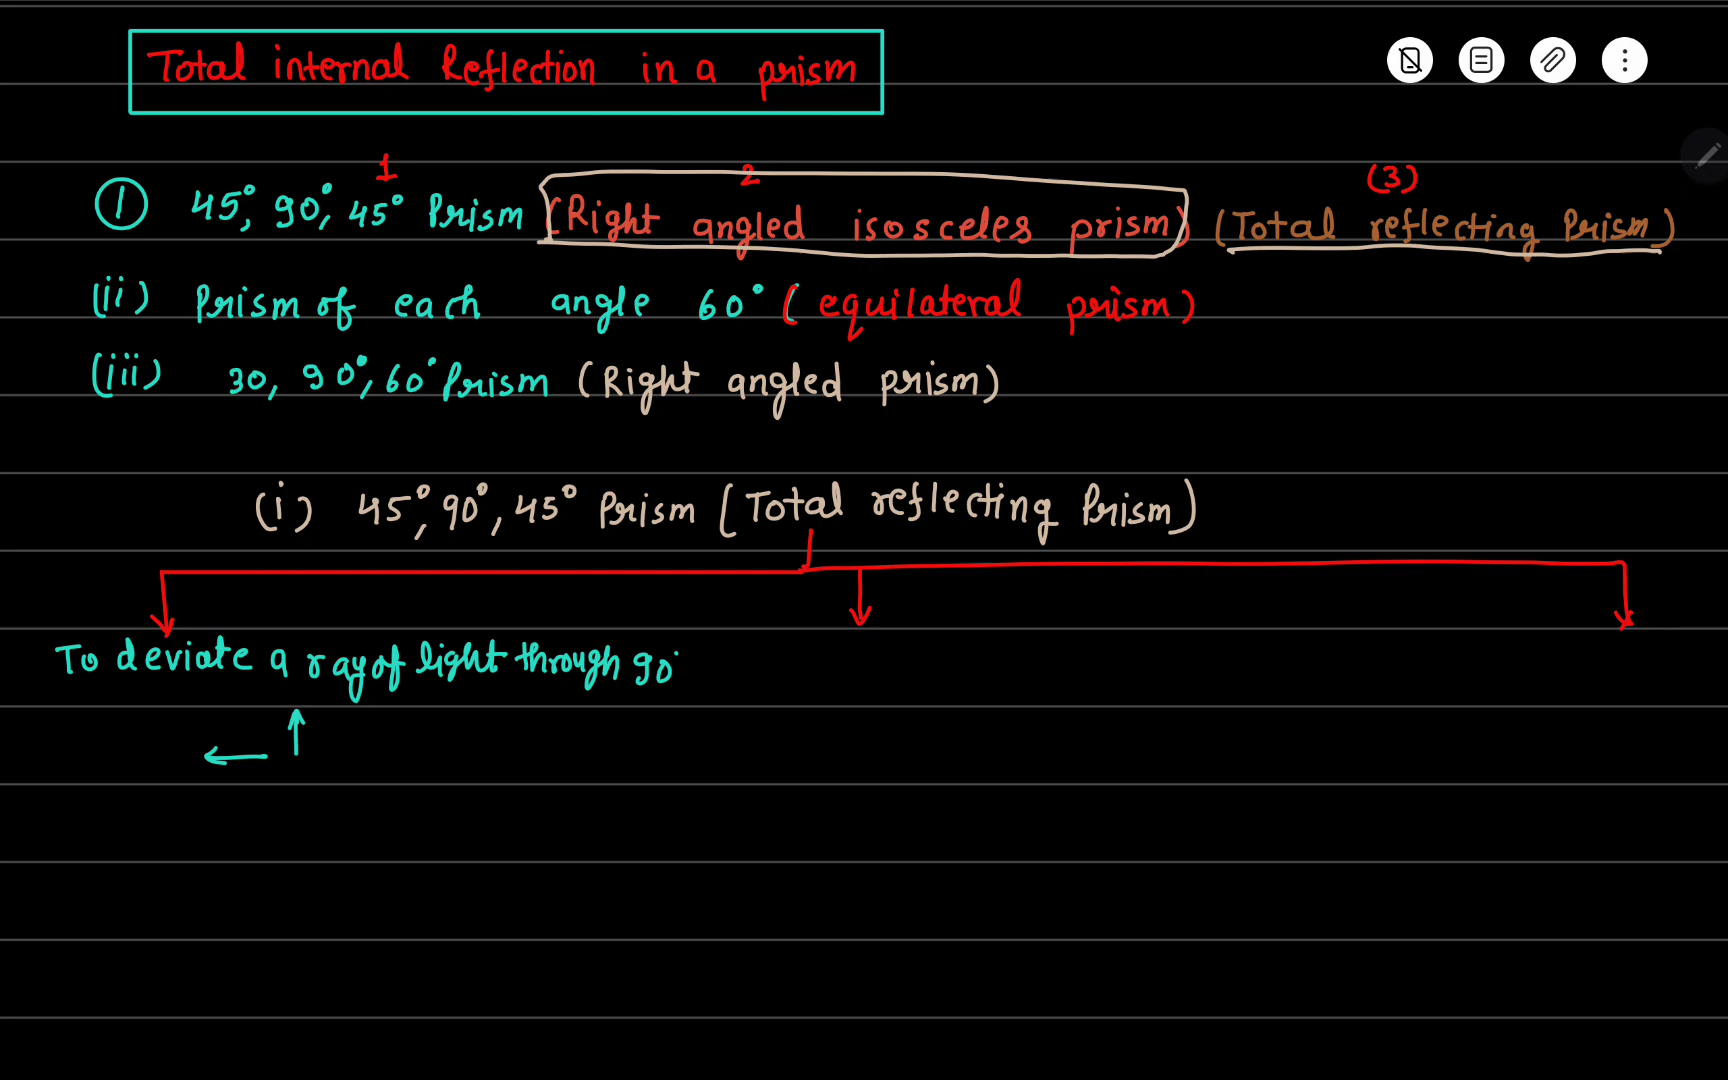 Total internal Reflection in a prism
1 2 (3)
① 45°, 90°, 45° Prism (Right angled isosceles prism) (Total reflecting Prism)
(ii) Prism of each angle 60° (equilateral prism)
(iii) 30, 90°, 60° Prism (Right angled prism)
(i) 45°, 90°, 45° Prism (Total reflecting Prism)
To deviate a ray of light through 90°